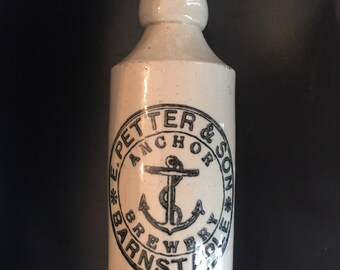 E. PETTER & SON
ANCHOR
BREWERY
BARNSTAPLE